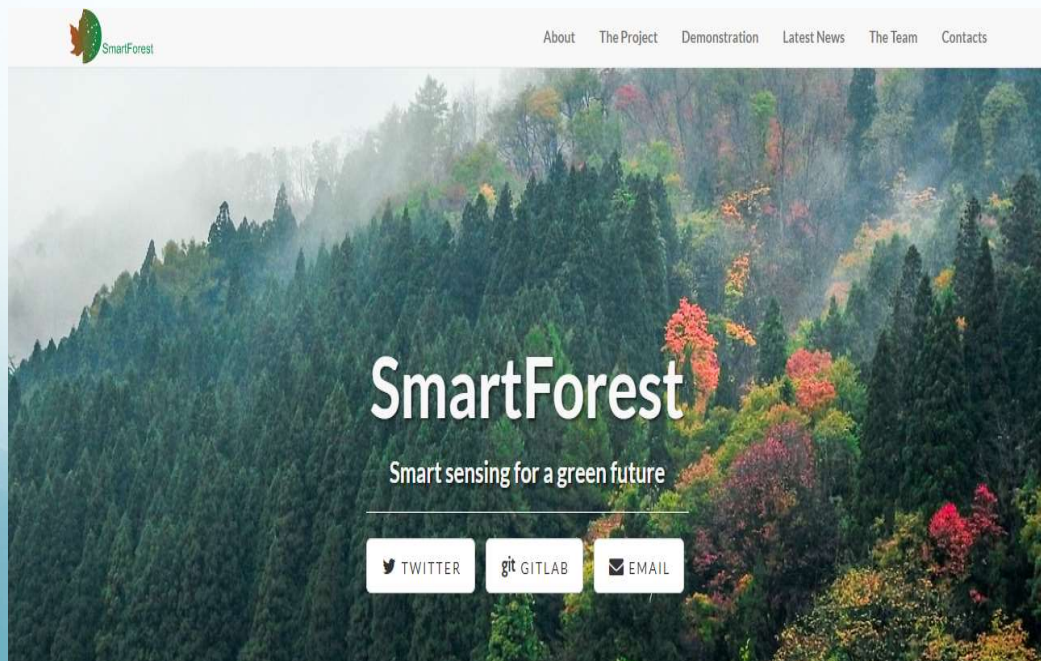 SmartForest
About The Project Demonstration Latest News The Team Contacts
SmartForest
Smart sensing for a green future
TWITTER git GITLAB EMAIL